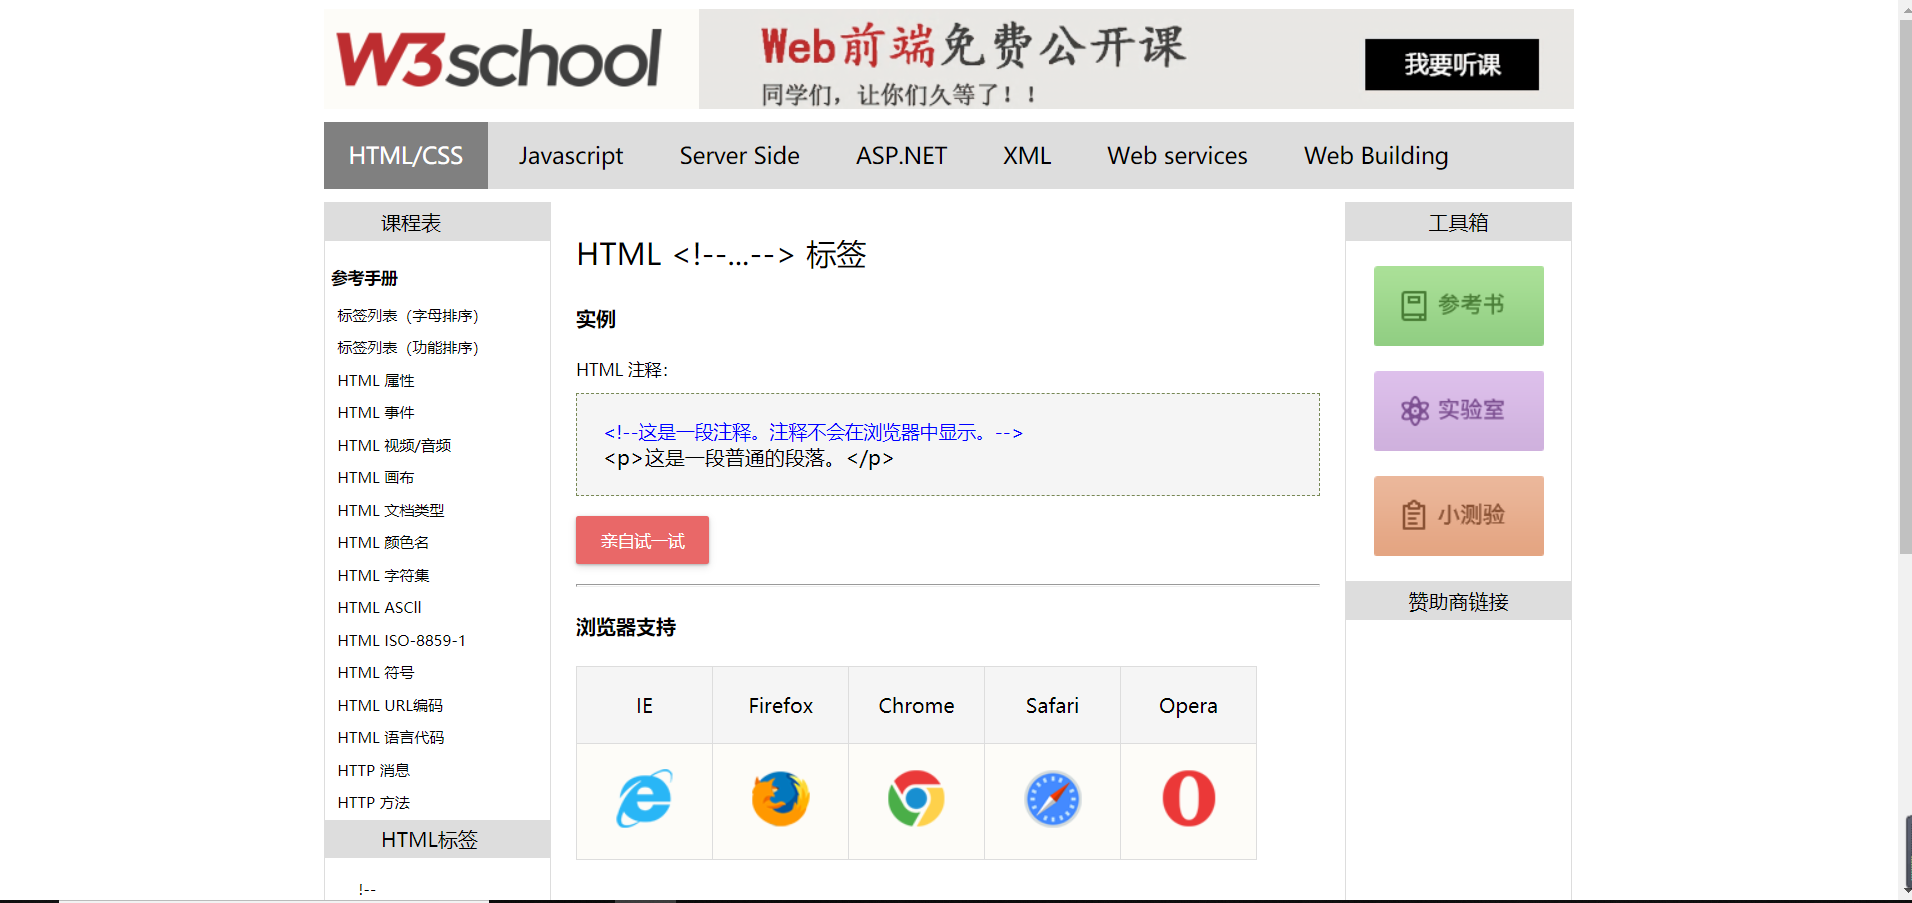 W3school
Web前端免费公开课
同学们，让你们久等了！！
我要听课
HTML/CSS Javascript Server Side ASP.NET XML Web services Web Building
课程表
参考手册
标签列表（字母排序）
标签列表（功能排序）
HTML 属性
HTML 事件
HTML 视频/音频
HTML 画布
HTML 文档类型
HTML 颜色名
HTML 字符集
HTML ASCll
HTML ISO-8859-1
HTML 符号
HTML URL编码
HTML 语言代码
HTTP 消息
HTTP 方法
HTML标签
!--
HTML <!--...--> 标签
实例
HTML 注释：
<!--这是一段注释。注释不会在浏览器中显示。-->
<p>这是一段普通的段落。</p>
亲自试一试
浏览器支持
IE Firefox Chrome Safari Opera
工具箱
参考书
实验室
小测验
赞助商链接